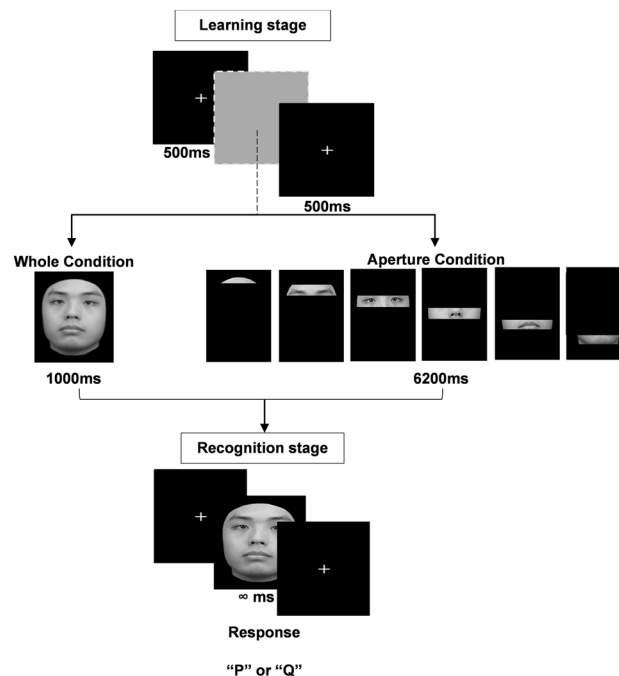 Learning stage
500ms
500ms
Whole Condition
Aperture Condition
1000ms
6200ms
Recognition stage
∞ ms
Response
“P” or “Q”